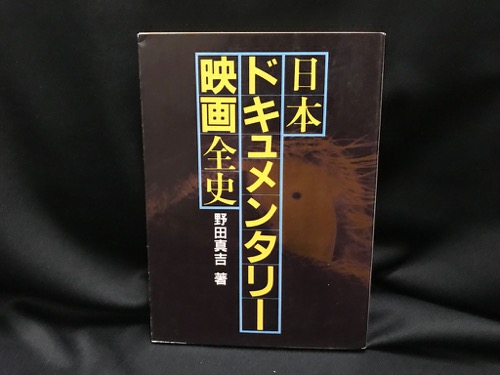 日本
ドキュメンタリー
映画全史
野田真吉 著